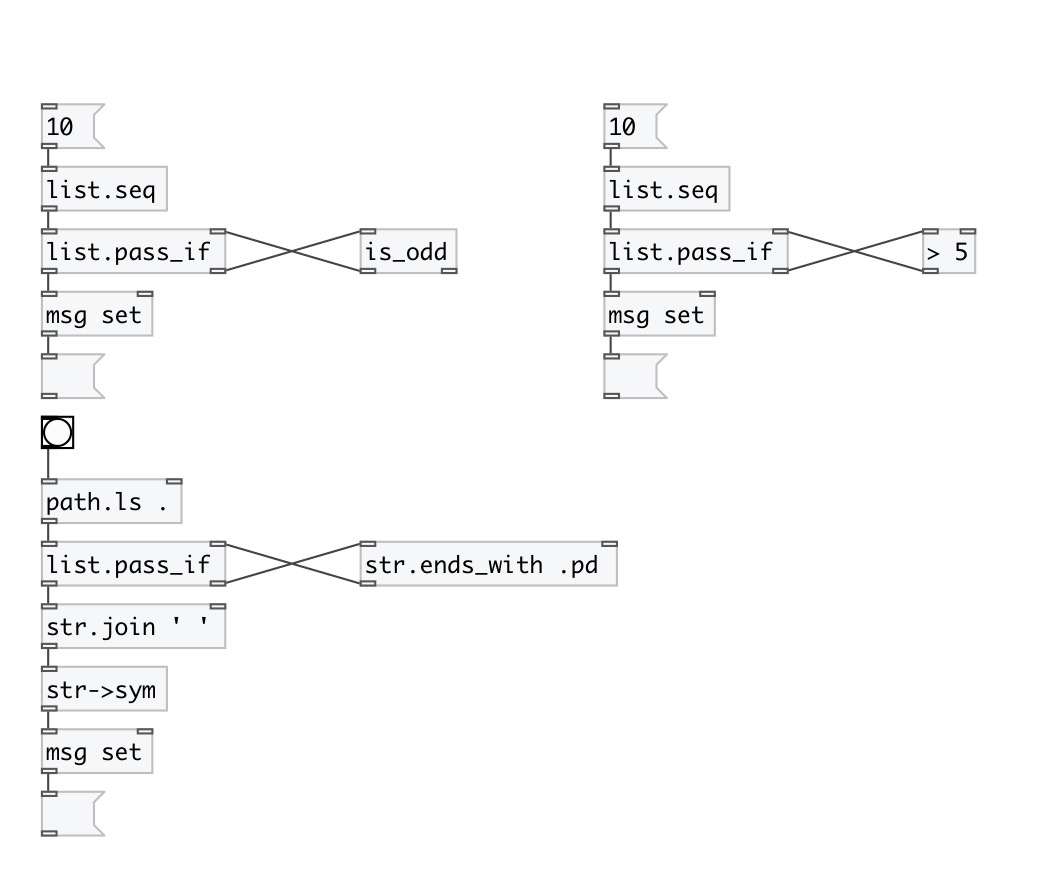 10
list.seq
list.pass_if
is_odd
msg set
10
list.seq
list.pass_if
> 5
msg set
path.ls .
list.pass_if
str.ends_with .pd
str.join ' '
str->sym
msg set